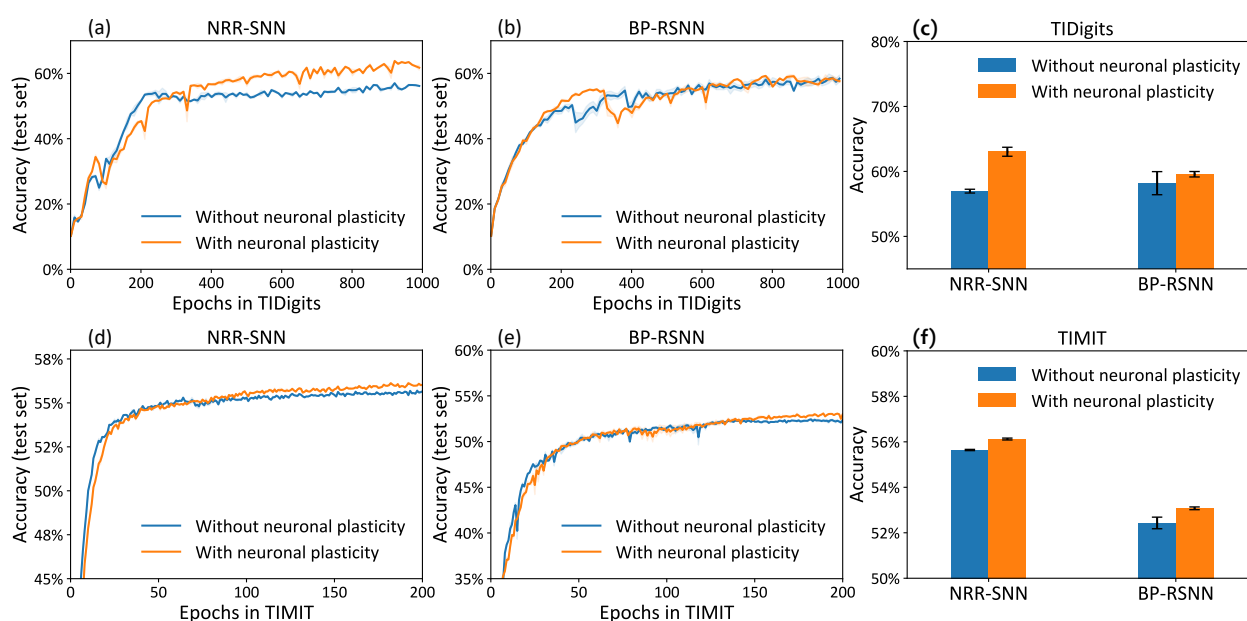 (a)
NRR-SNN
Accuracy (test set)
60%
40%
20%
0%
Without neuronal plasticity
With neuronal plasticity
0 200 400 600 800 1000
Epochs in TIDigits
(b)
BP-RSNN
Accuracy (test set)
60%
40%
20%
0%
Without neuronal plasticity
With neuronal plasticity
0 200 400 600 800 1000
Epochs in TIDigits
(c)
TIDigits
Accuracy
80%
70%
60%
50%
Without neuronal plasticity
With neuronal plasticity
NRR-SNN BP-RSNN
(d)
NRR-SNN
Accuracy (test set)
58%
55%
52%
50%
48%
45%
Without neuronal plasticity
With neuronal plasticity
0 50 100 150 200
Epochs in TIMIT
(e)
BP-RSNN
Accuracy (test set)
60%
55%
50%
45%
40%
35%
Without neuronal plasticity
With neuronal plasticity
0 50 100 150 200
Epochs in TIMIT
(f)
TIMIT
Accuracy
60%
58%
56%
54%
52%
50%
Without neuronal plasticity
With neuronal plasticity
NRR-SNN BP-RSNN